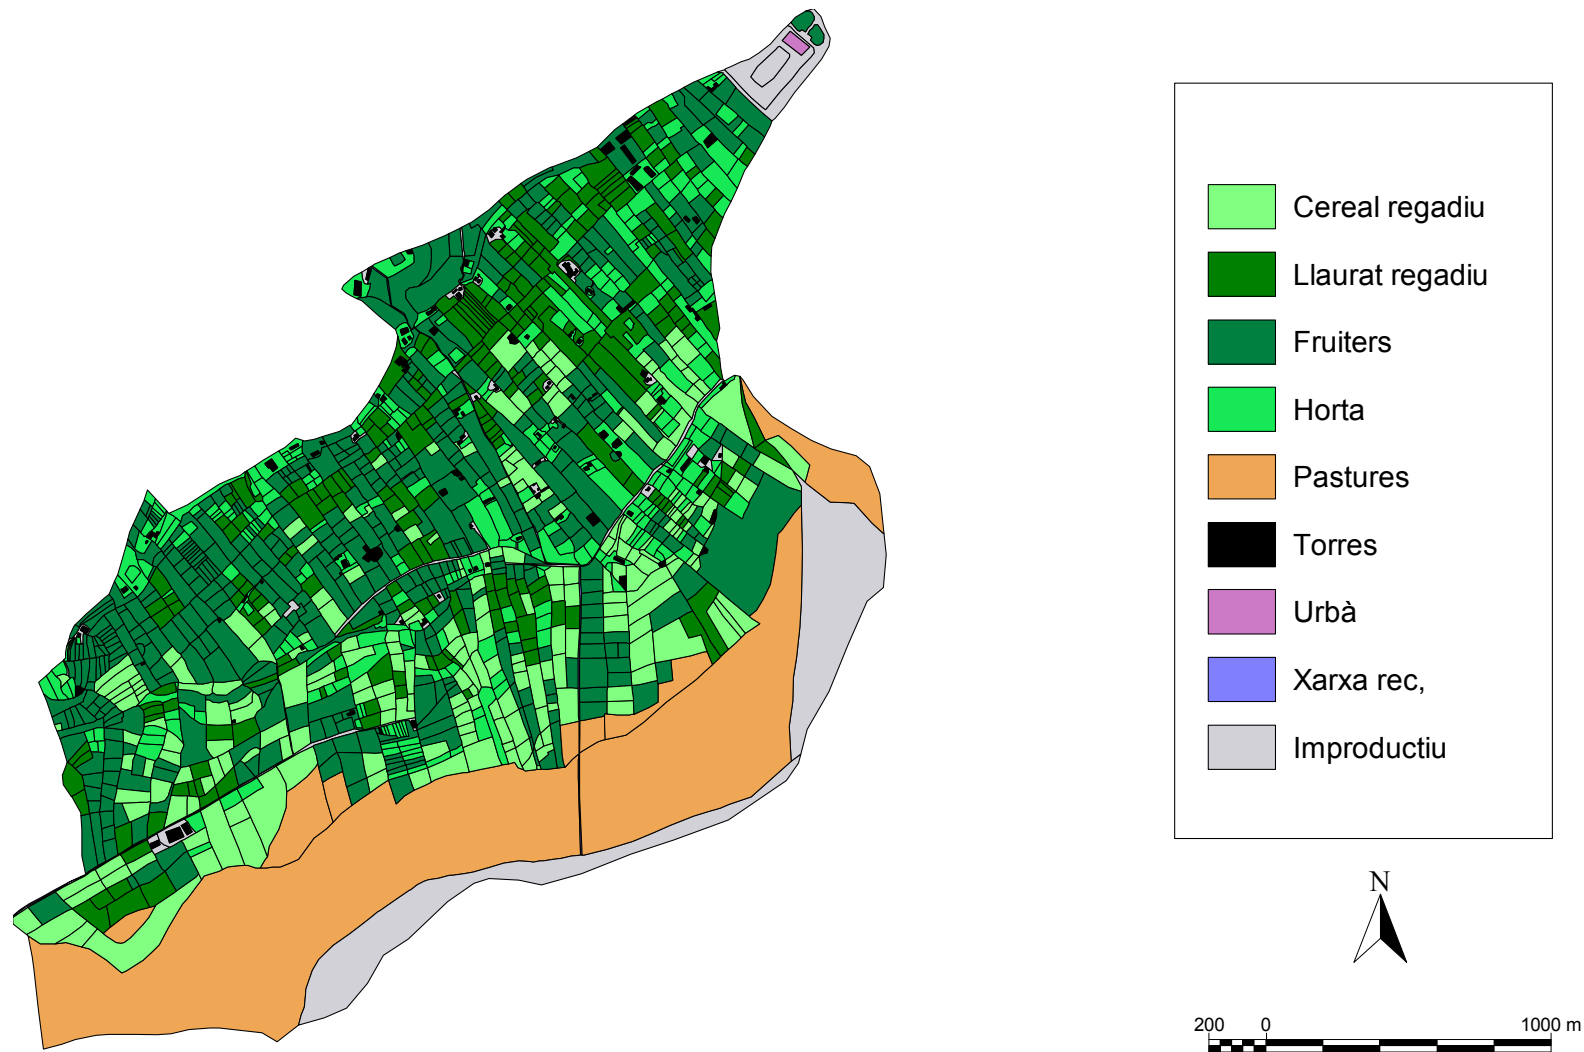 Cereal regadiu
Llaurat regadiu
Fruiters
Horta
Pastures
Torres
Urbà
Xarxa rec,
Improductiu
N
200 0 1000 m